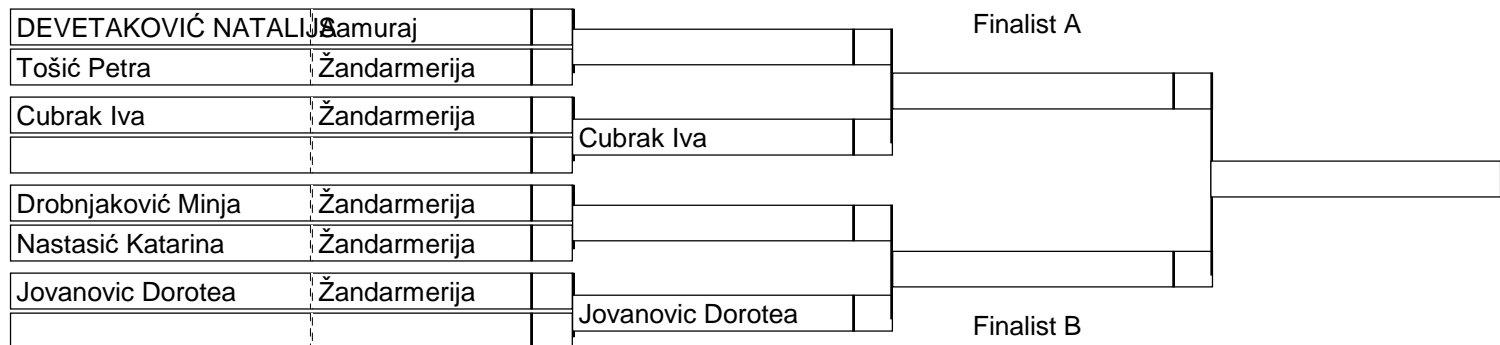 DEVETAKOVIĆ NATALIJA Samuraj
Finalist A
Tošić Petra Žandarmerija
Cubrak Iva Žandarmerija
Cubrak Iva
Drobnjaković Minja Žandarmerija
Nastasić Katarina Žandarmerija
Jovanovic Dorotea Žandarmerija
Jovanovic Dorotea
Finalist B